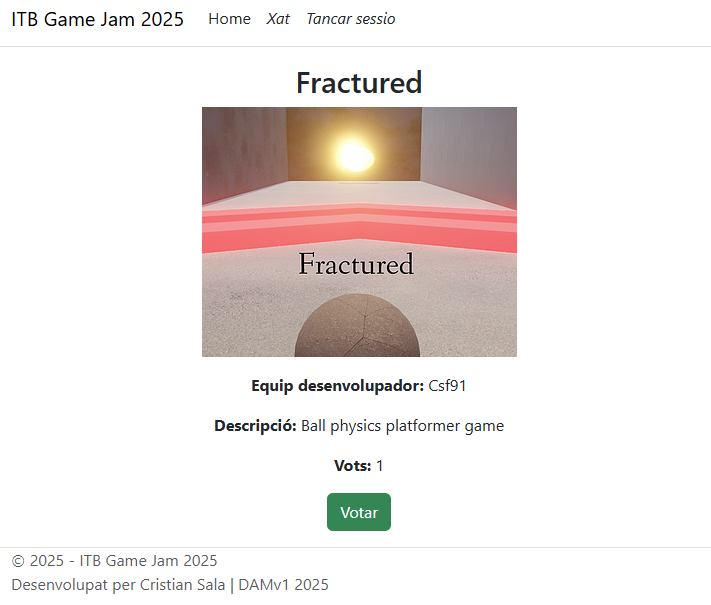 ITB Game Jam 2025 Home Xat Tancar sessio
Fractured
Fractured
Equip desenvolupador: Csf91
Descripció: Ball physics platformer game
Vots: 1
Votar
© 2025 - ITB Game Jam 2025
Desenvolupat per Cristian Sala | DAMv1 2025